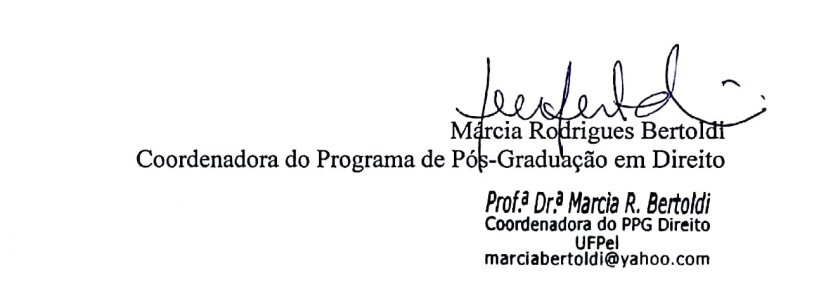 Márcia Rodrigues Bertoldi
Coordenadora do Programa de Pós-Graduação em Direito
Prof.ª Dr.ª Marcia R. Bertoldi
Coordenadora do PPG Direito
UFPel
marciabertoldi@yahoo.com